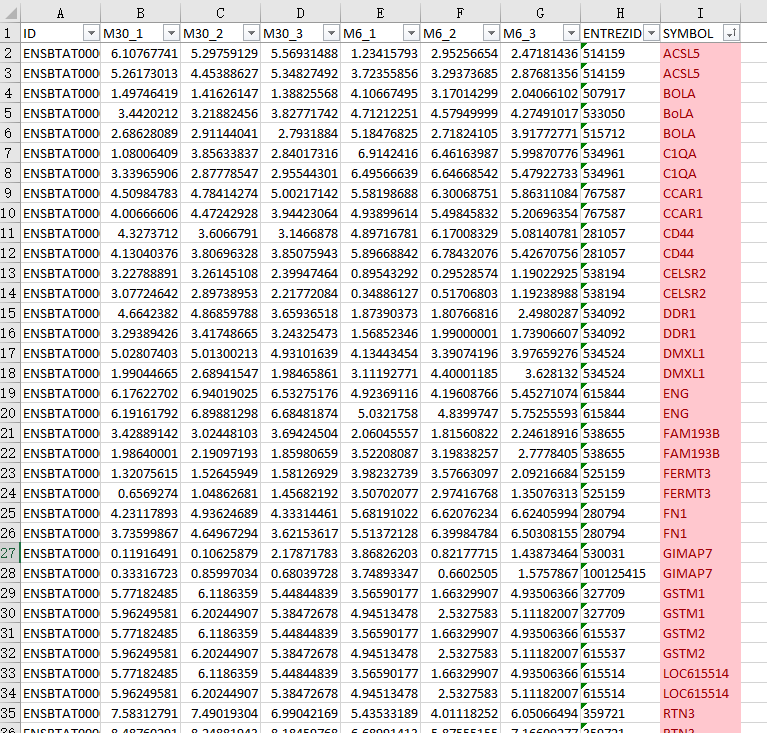 A B C D E F G H I
1 ID M30_1 M30_2 M30_3 M6_1 M6_2 M6_3 ENTREZID SYMBOL
2 ENSBTAT000 6.10767741 5.29759129 5.56931488 1.23415793 2.95256654 2.47181436 514159 ACSL5
3 ENSBTAT000 5.26173013 4.45388627 5.34827492 3.72355856 3.29373685 2.87681356 514159 ACSL5
4 ENSBTAT000 1.49746419 1.41626147 1.38825568 4.10667495 3.17014299 2.04066102 507917 BOLA
5 ENSBTAT000 3.4420212 3.21882456 3.82771742 4.71212251 4.57949999 4.27491017 533050 BoLA
6 ENSBTAT000 2.68628089 2.91144041 2.7931884 5.18476825 2.71824105 3.91772771 515712 BOLA
7 ENSBTAT000 1.08006409 3.85633837 2.84017316 6.9142416 6.46163987 5.99870776 534961 C1QA
8 ENSBTAT000 3.33965906 2.87778547 2.95544301 6.49566639 6.64668542 5.47922733 534961 C1QA
9 ENSBTAT000 4.50984783 4.78414274 5.00217142 5.58198688 6.30068751 5.86311084 767587 CCAR1
10 ENSBTAT000 4.00666606 4.47242928 3.94423064 4.93899614 5.49845832 5.20696354 767587 CCAR1
11 ENSBTAT000 4.3273712 3.6066791 3.1466878 4.89716781 6.17008329 5.08140781 281057 CD44
12 ENSBTAT000 4.13040376 3.80696328 3.85075943 5.89668842 6.78432076 5.42670756 281057 CD44
13 ENSBTAT000 3.22788891 3.26145108 2.39947464 0.89543292 0.29528574 1.19022925 538194 CELSR2
14 ENSBTAT000 3.07724642 2.89738953 2.21772084 0.34886127 0.51706803 1.19238988 538194 CELSR2
15 ENSBTAT000 4.6642382 4.86859788 3.65936518 1.87390373 1.80766816 2.4980287 534092 DDR1
16 ENSBTAT000 3.29389426 3.41748665 3.24325473 1.56852346 1.99000001 1.73906607 534092 DDR1
17 ENSBTAT000 5.02807403 5.01300213 4.93101639 4.13443454 3.39074196 3.97659276 534524 DMXL1
18 ENSBTAT000 1.99044665 2.68941547 1.98465861 3.11192771 4.40001185 3.628132 534524 DMXL1
19 ENSBTAT000 6.17622702 6.94019025 6.53275176 4.92369116 4.19608766 5.45271074 615844 ENG
20 ENSBTAT000 6.19161792 6.89881298 6.68481874 5.0321758 4.8399747 5.75255593 615844 ENG
21 ENSBTAT000 3.42889142 3.02448103 3.69424504 2.06045557 1.81560822 2.24618916 538655 FAM193B
22 ENSBTAT000 1.98640001 2.19097193 1.85980659 3.52208087 3.19838257 2.7778405 538655 FAM193B
23 ENSBTAT000 1.32075615 1.52645949 1.58126929 3.98232739 3.57663097 2.09216684 525159 FERMT3
24 ENSBTAT000 0.6569274 1.04862681 1.45682192 3.50702077 2.97416768 1.35076313 525159 FERMT3
25 ENSBTAT000 4.23117893 4.93624689 4.33314461 5.68191022 6.62076234 6.62405994 280794 FN1
26 ENSBTAT000 3.73599867 4.64967294 3.62153617 5.51372128 6.39984784 6.50308155 280794 FN1
27 ENSBTAT000 0.11916491 0.10625879 2.17871783 3.86826203 0.82177715 1.43873464 530031 GIMAP7
28 ENSBTAT000 0.33316723 0.85997034 0.68039728 3.74893347 0.6602505 1.5757867 100125415 GIMAP7
29 ENSBTAT000 5.77182485 6.1186359 5.44844839 3.56590177 1.66329907 4.93506366 327709 GSTM1
30 ENSBTAT000 5.96249581 6.20244907 5.38472678 4.94513478 2.5327583 5.11182007 327709 GSTM1
31 ENSBTAT000 5.77182485 6.1186359 5.44844839 3.56590177 1.66329907 4.93506366 615537 GSTM2
32 ENSBTAT000 5.96249581 6.20244907 5.38472678 4.94513478 2.5327583 5.11182007 615537 GSTM2
33 ENSBTAT000 5.77182485 6.1186359 5.44844839 3.56590177 1.66329907 4.93506366 615514 LOC615514
34 ENSBTAT000 5.96249581 6.20244907 5.38472678 4.94513478 2.5327583 5.11182007 615514 LOC615514
35 ENSBTAT000 7.58312791 7.49019304 6.99042169 5.43533189 4.01118252 6.05066494 359721 RTN3